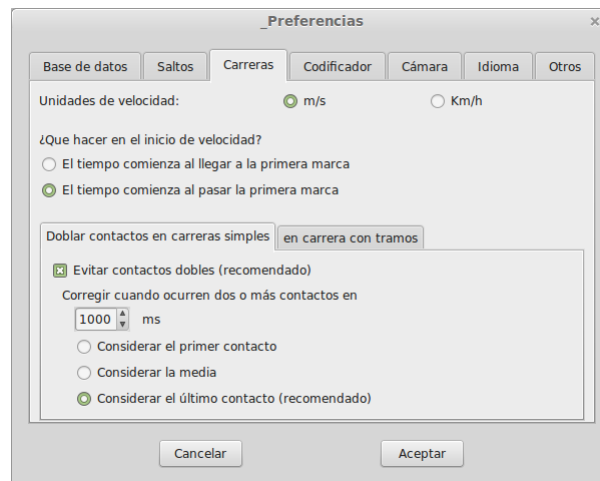 _Preferencias
Base de datos Saltos Carreras Codificador Cámara Idioma Otros
Unidades de velocidad: m/s Km/h
¿Que hacer en el inicio de velocidad?
El tiempo comienza al llegar a la primera marca
El tiempo comienza al pasar la primera marca
Doblar contactos en carreras simples en carrera con tramos
Evitar contactos dobles (recomendado)
Corregir cuando ocurren dos o más contactos en
1000 ms
Considerar el primer contacto
Considerar la media
Considerar el último contacto (recomendado)
Cancelar Aceptar